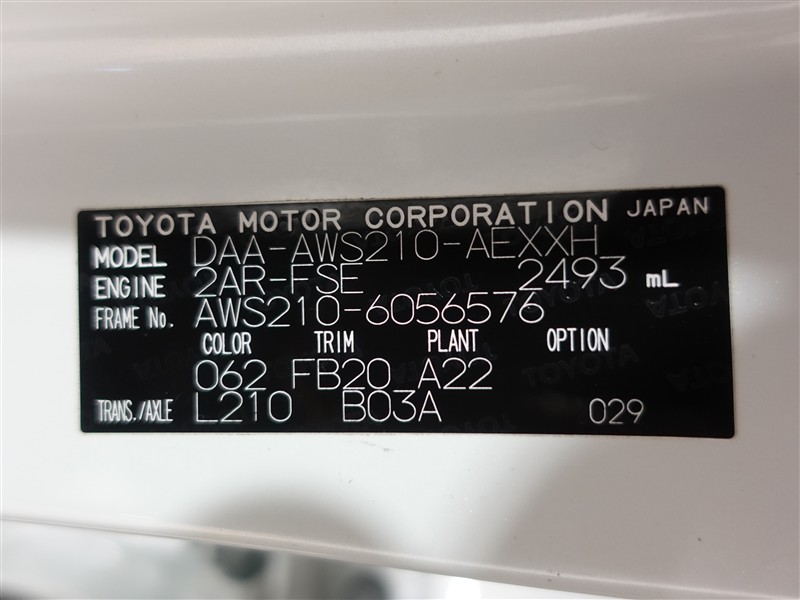 TOYOTA MOTOR CORPORATION JAPAN
MODEL DAA-AWS210-AEXXH
ENGINE 2AR-FSE 2493 mL
FRAME No. AWS210-6056576
COLOR TRIM PLANT OPTION
062 FB20 A22
TRANS./AXLE L210 B03A 029